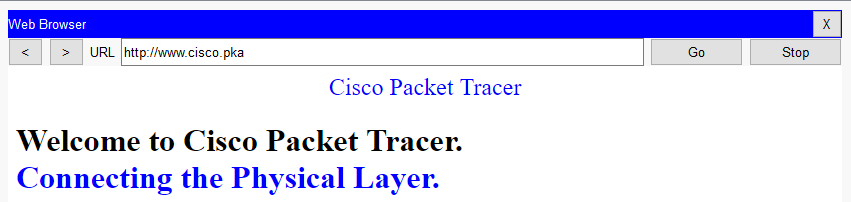 Web Browser X
< > URL http://www.cisco.pka Go Stop
Cisco Packet Tracer
Welcome to Cisco Packet Tracer.
Connecting the Physical Layer.